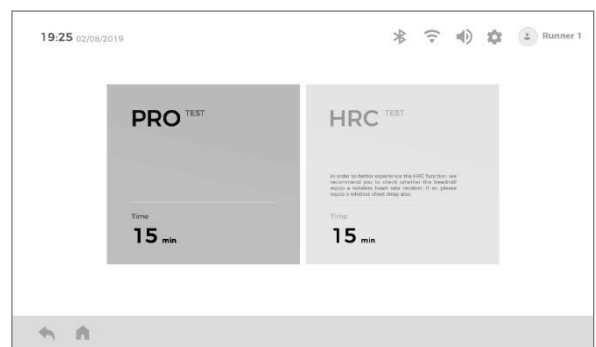 19:25 02/08/2019
Runner 1
PRO TEST
Time
15 min
HRC TEST
In order to better experience the HRC function, we
recommend you to check whether the treadmill
equip a wireless heart rate receiver. If so, please
equip a wireless chest strap also.
Time
15 min